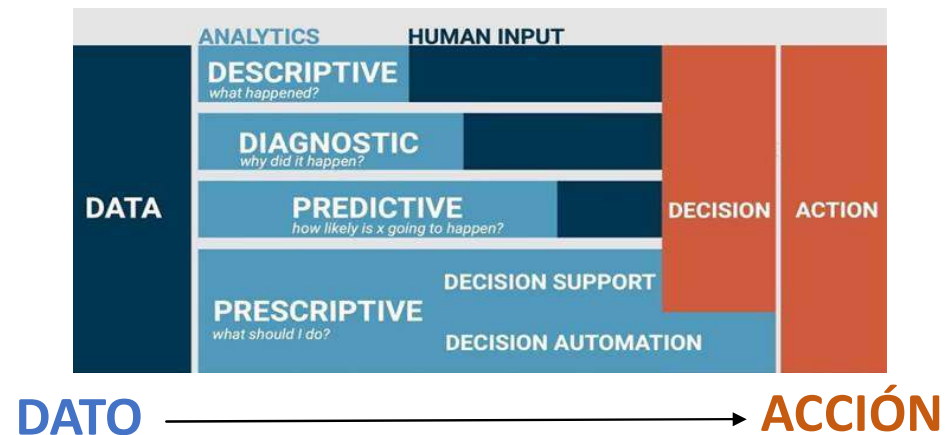 ANALYTICS
HUMAN INPUT
DESCRIPTIVE
what happened?
DIAGNOSTIC
why did it happen?
DATA
PREDICTIVE
how likely is x going to happen?
DECISION
ACTION
DECISION SUPPORT
PRESCRIPTIVE
what should I do?
DECISION AUTOMATION
DATO
ACCIÓN